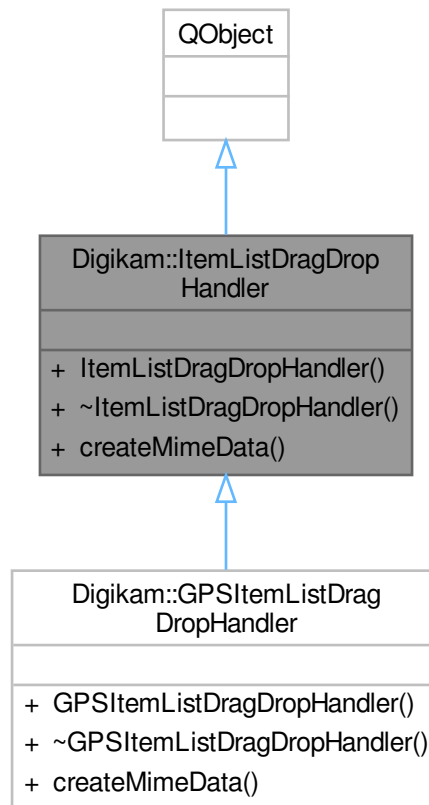 QObject
Digikam::ItemListDragDrop
Handler
+ ItemListDragDropHandler()
+ ~ItemListDragDropHandler()
+ createMimeData()
Digikam::GPSItemListDrag
DropHandler
+ GPSItemListDragDropHandler()
+ ~GPSItemListDragDropHandler()
+ createMimeData()